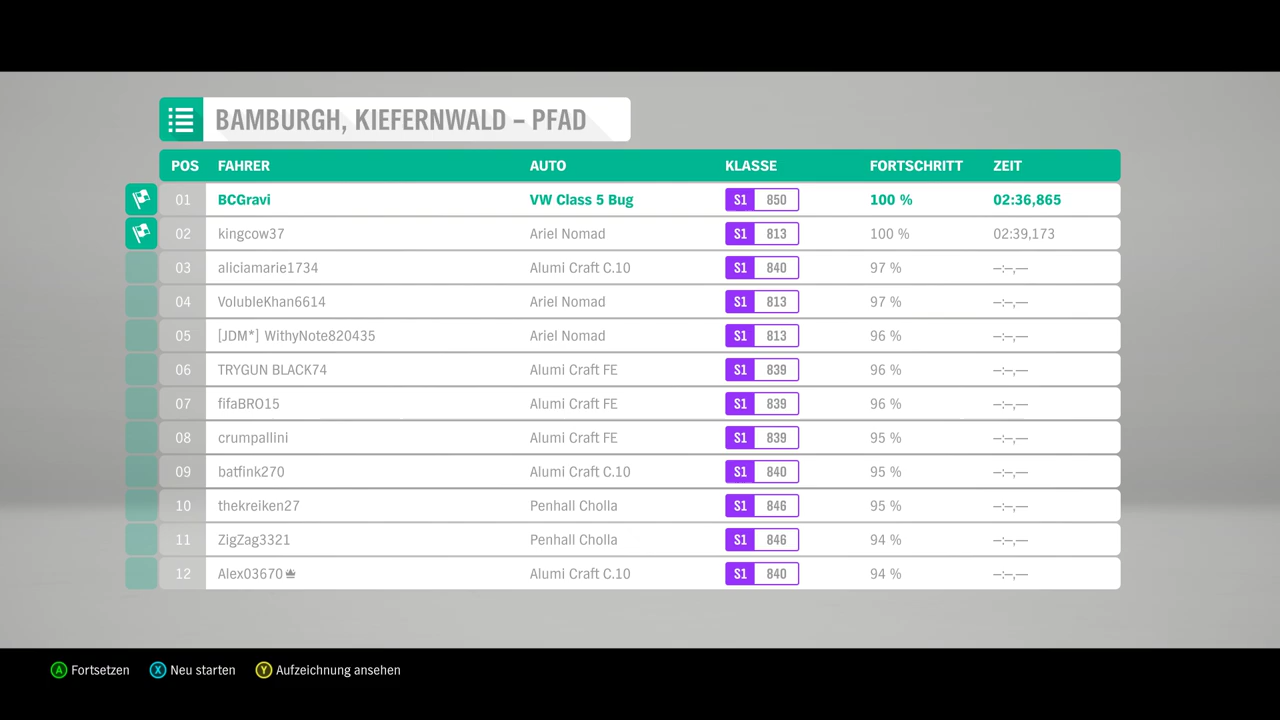 BAMBURGH, KIEFERNWALD – PFAD
POS FAHRER AUTO KLASSE FORTSCHRITT ZEIT
01 BCGravi VW Class 5 Bug S1 850 100 % 02:36,865
02 kingcow37 Ariel Nomad S1 813 100 % 02:39,173
03 aliciamarie1734 Alumi Craft C.10 S1 840 97 % –:–,––
04 VolubleKhan6614 Ariel Nomad S1 813 97 % –:–,––
05 [JDM*] WithyNote820435 Ariel Nomad S1 813 96 % –:–,––
06 TRYGUN BLACK74 Alumi Craft FE S1 839 96 % –:–,––
07 fifaBRO15 Alumi Craft FE S1 839 96 % –:–,––
08 crumpallini Alumi Craft FE S1 839 95 % –:–,––
09 batfink270 Alumi Craft C.10 S1 840 95 % –:–,––
10 thekreiken27 Penhall Cholla S1 846 95 % –:–,––
11 ZigZag3321 Penhall Cholla S1 846 94 % –:–,––
12 Alex03670 Alumi Craft C.10 S1 840 94 % –:–,––
A Fortsetzen X Neu starten Y Aufzeichnung ansehen